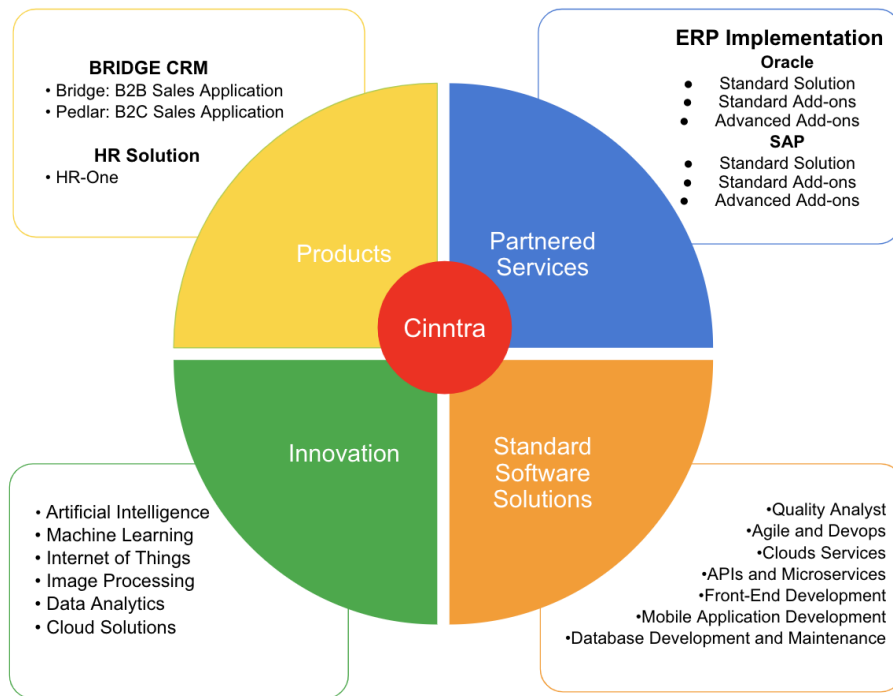 BRIDGE CRM
• Bridge: B2B Sales Application
• Pedlar: B2C Sales Application
HR Solution
• HR-One
ERP Implementation
Oracle
● Standard Solution
● Standard Add-ons
● Advanced Add-ons
SAP
● Standard Solution
● Standard Add-ons
● Advanced Add-ons
Products
Partnered
Services
Cinntra
Innovation
Standard
Software
Solutions
• Artificial Intelligence
• Machine Learning
• Internet of Things
• Image Processing
• Data Analytics
• Cloud Solutions
•Quality Analyst
•Agile and Devops
•Clouds Services
•APIs and Microservices
•Front-End Development
•Mobile Application Development
•Database Development and Maintenance